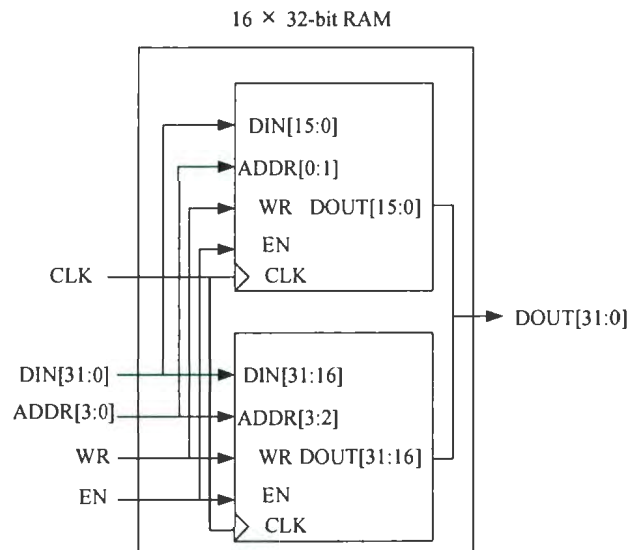 16 × 32-bit RAM
DIN[15:0]
ADDR[0:1]
WR DOUT[15:0]
EN
CLK
CLK
DOUT[31:0]
DIN[31:0]
DIN[31:16]
ADDR[3:0]
ADDR[3:2]
WR
WR DOUT[31:16]
EN
EN
CLK